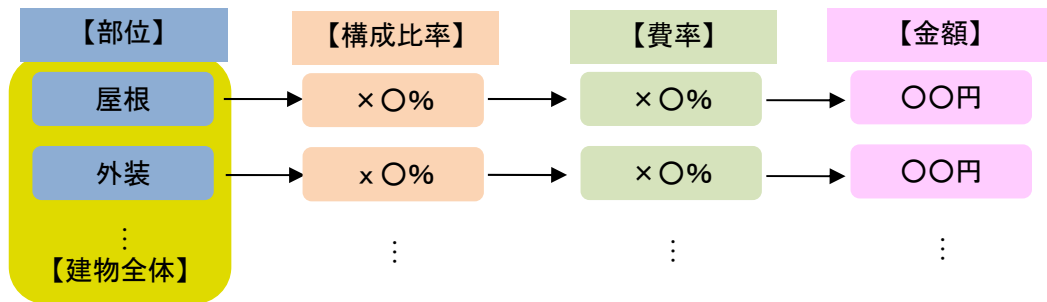 【部位】 【構成比率】 【費率】 【金額】
屋根 ×〇% ×〇% 〇〇円
外装 x〇% ×〇% 〇〇円
⋮ ⋮ ⋮ ⋮
【建物全体】